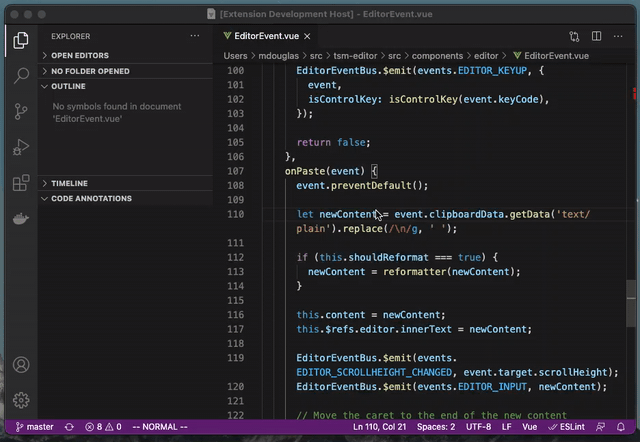 [Extension Development Host] - EditorEvent.vue
EXPLORER
OPEN EDITORS
NO FOLDER OPENED
OUTLINE
No symbols found in document
'EditorEvent.vue'
TIMELINE
CODE ANNOTATIONS
EditorEvent.vue
Users > mdouglas > src > tsm-editor > src > components > editor > EditorEvent.vue
100 EditorEventBus.$emit(events.EDITOR_KEYUP, {
101 event,
102 isControlKey: isControlKey(event.keyCode),
103 });
104
105 return false;
106 },
107 onPaste(event) {
108 event.preventDefault();
109
110 let newContent = event.clipboardData.getData('text/
plain').replace(/\n/g, ' ');
111
112 if (this.shouldReformat === true) {
113 newContent = reformatter(newContent);
114 }
115
116 this.content = newContent;
117 this.$refs.editor.innerText = newContent;
118
119 EditorEventBus.$emit(events.
EDITOR_SCROLLHEIGHT_CHANGED, event.target.scrollHeight);
120 EditorEventBus.$emit(events.EDITOR_INPUT, newContent);
121
122 // Move the caret to the end of the new content
master 8 0 -- NORMAL -- Ln 110, Col 21 Spaces: 2 UTF-8 LF Vue ESLint